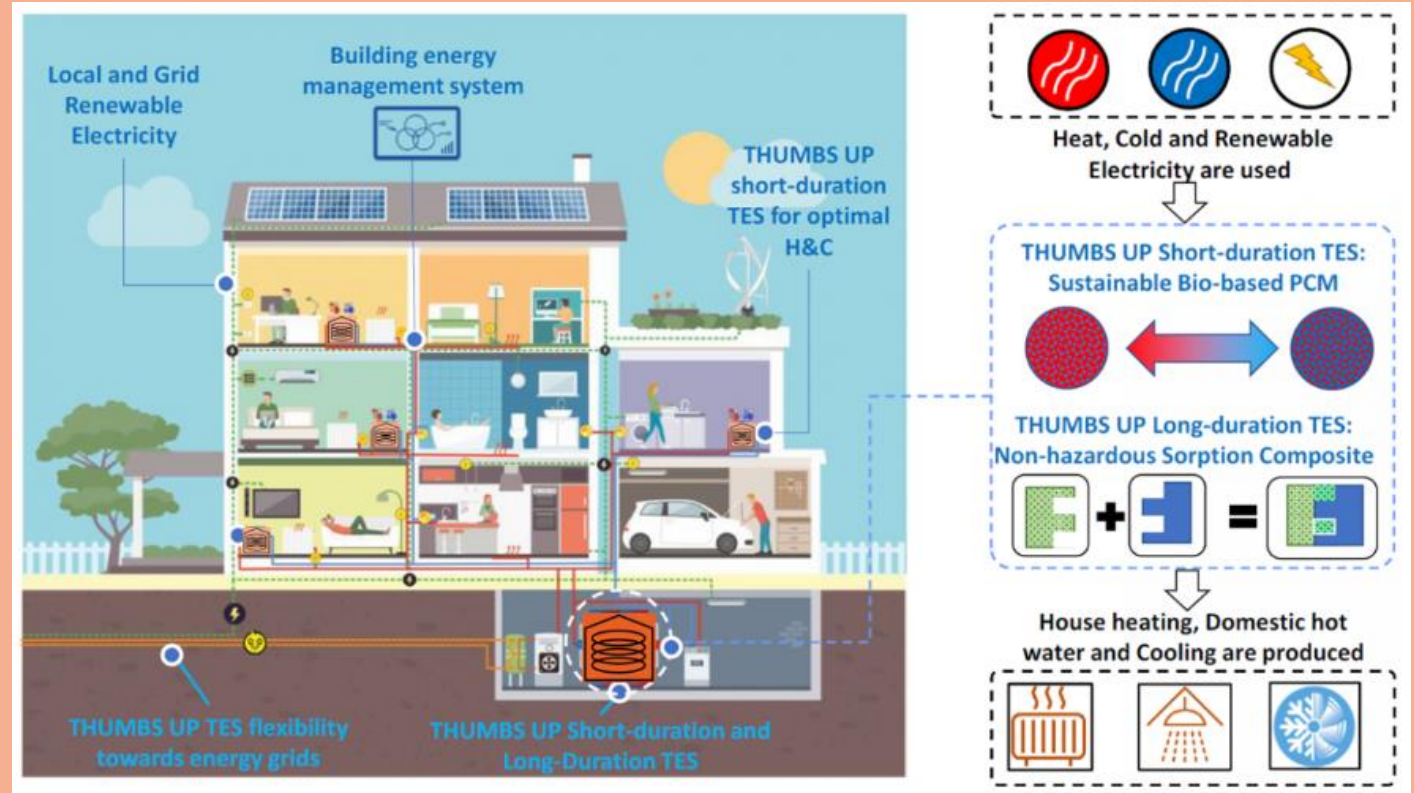 Local and Grid
Renewable
Electricity
Building energy
management system
THUMBS UP
short-duration
TES for optimal
H&C
THUMBS UP TES flexibility
towards energy grids
THUMBS UP Short-duration and
Long-Duration TES
Heat, Cold and Renewable
Electricity are used
THUMBS UP Short-duration TES:
Sustainable Bio-based PCM
THUMBS UP Long-duration TES:
Non-hazardous Sorption Composite
+ =
House heating, Domestic hot
water and Cooling are produced